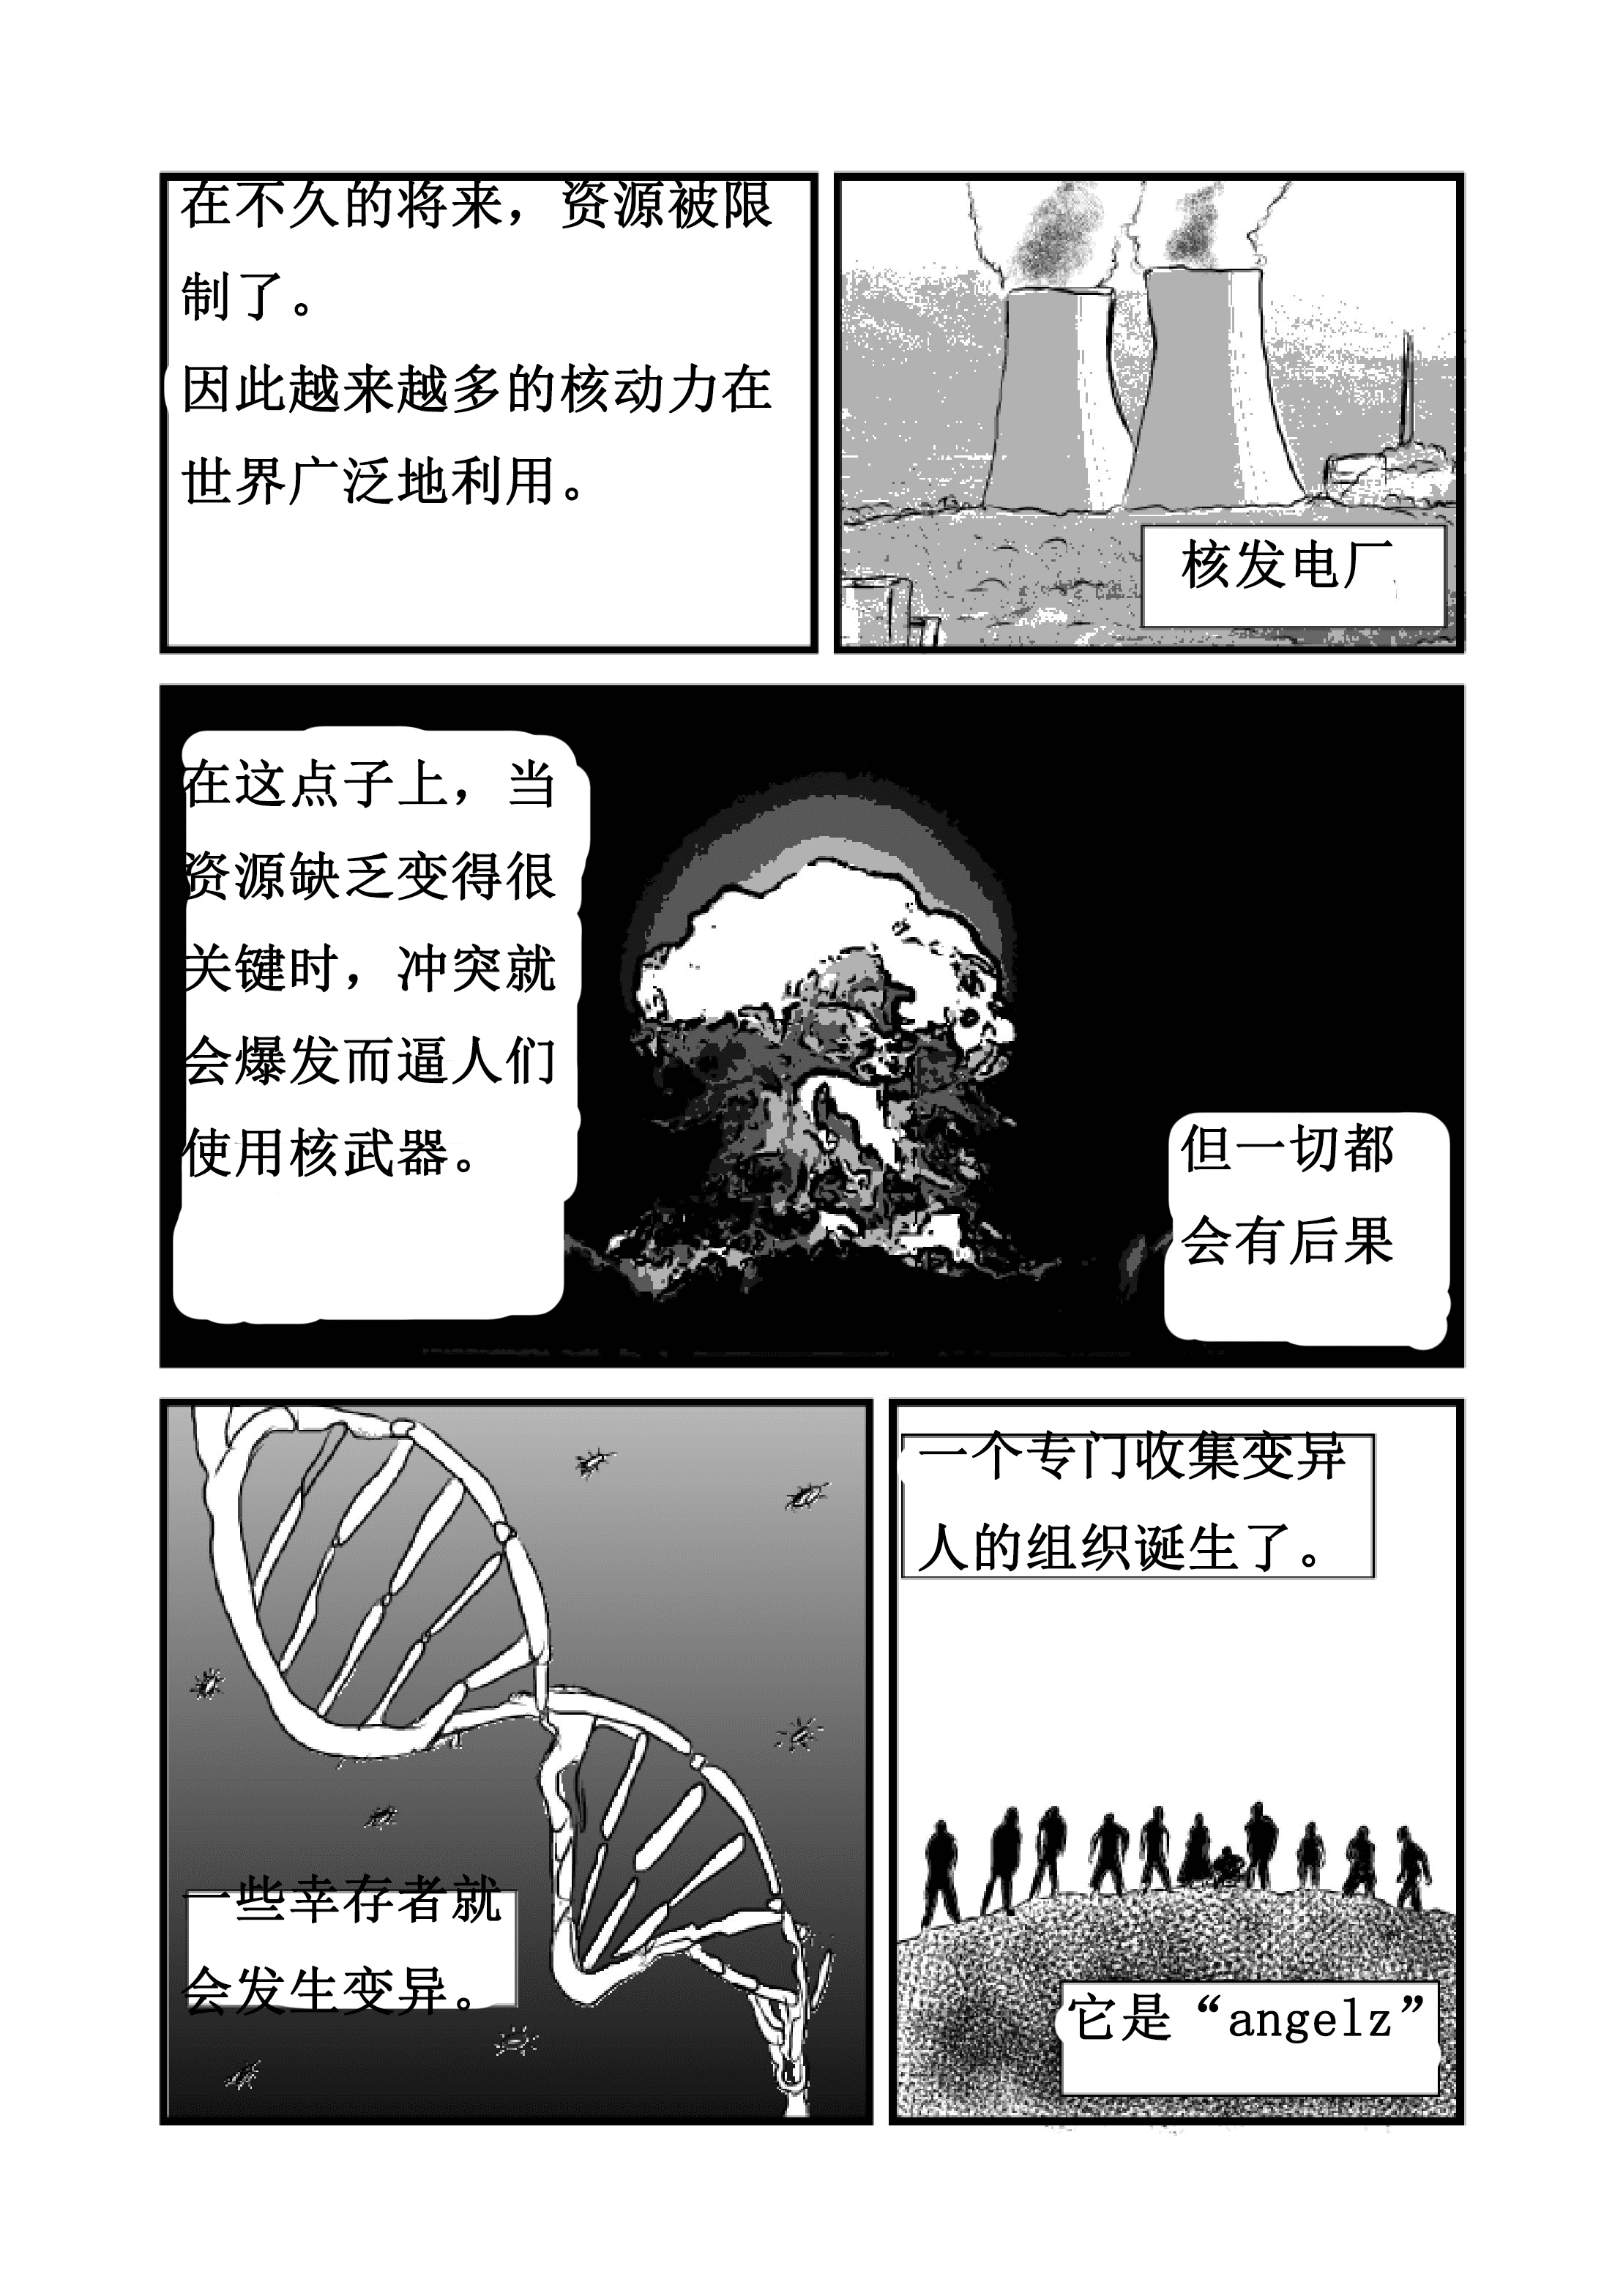 在不久的将来，资源被限
制了。
因此越来越多的核动力在
世界广泛地利用。
核发电厂
在这点子上，当
资源缺乏变得很
关键时，冲突就
会爆发而逼人们
使用核武器。
但一切都
会有后果
一些幸存者就
会发生变异。
一个专门收集变异
人的组织诞生了。
它是“angelz”